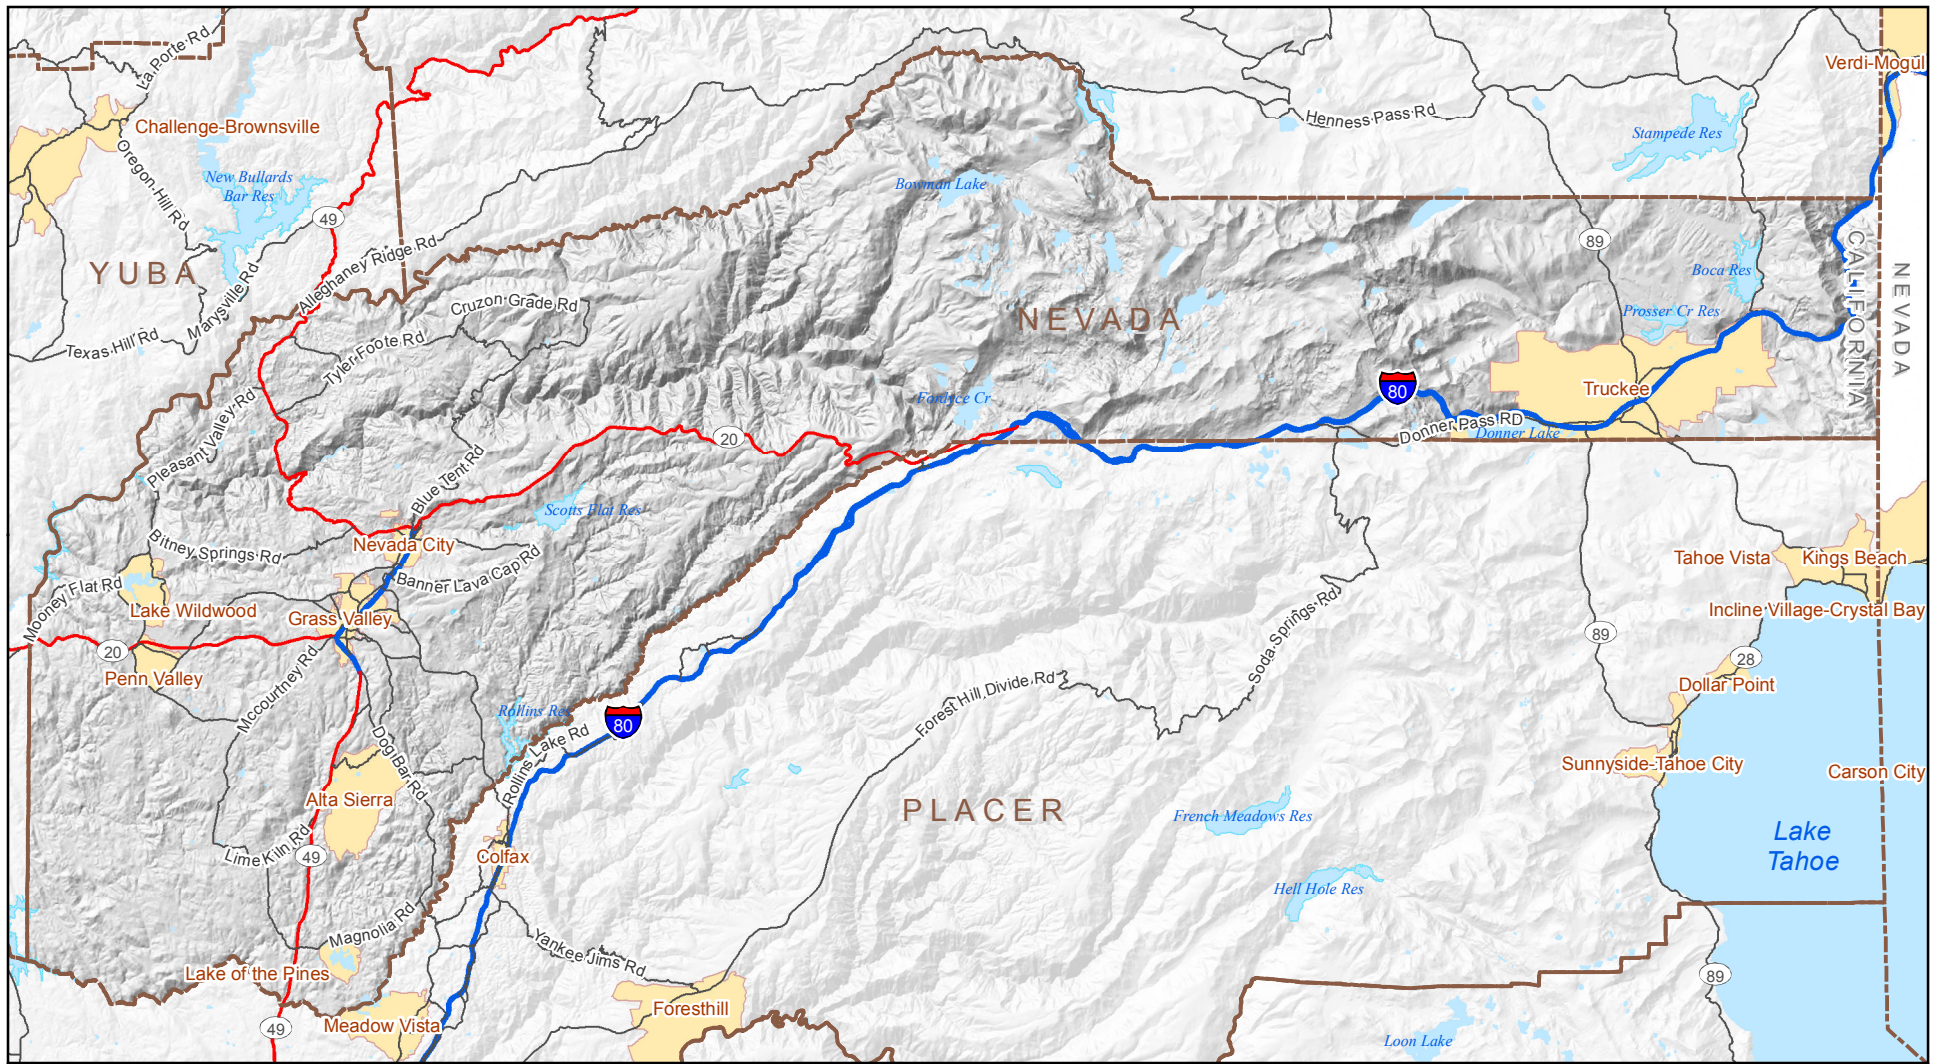 La Porte Rd
Verdi-Mogul
Challenge-Brownsville
Henness Pass Rd
Stampede Res
Oregon Hill Rd
New Bullards
Bar Res
Bowman Lake
49
89
Alleghaney Ridge Rd
YUBA
Marysville Rd
CALIFORNIA
NEVADA
Boca Res
Cruzon Grade Rd
NEVADA
Prosser Cr Res
Texas Hill Rd
Tyler Foote Rd
80
Truckee
Fordyce Cr
Pleasant Valley Rd
20
Donner Pass RD
Donner Lake
Blue Tent Rd
Scotts Flat Res
Nevada City
Bitney Springs Rd
Banner Lava Cap Rd
Tahoe Vista
Kings Beach
Mooney Flat Rd
Lake Wildwood
Grass Valley
Incline Village-Crystal Bay
Soda Springs Rd
89
20
28
Penn Valley
Mccourtney Rd
Dollar Point
Forest Hill Divide Rd
Rollins Res
80
Dog Bar Rd
Rollins Lake Rd
Sunnyside-Tahoe City
Carson City
Alta Sierra
PLACER
French Meadows Res
Lake
Tahoe
Lime Kiln Rd
49
Colfax
Hell Hole Res
Magnolia Rd
Yankee Jims Rd
Lake of the Pines
89
Foresthill
49
Meadow Vista
Loon Lake